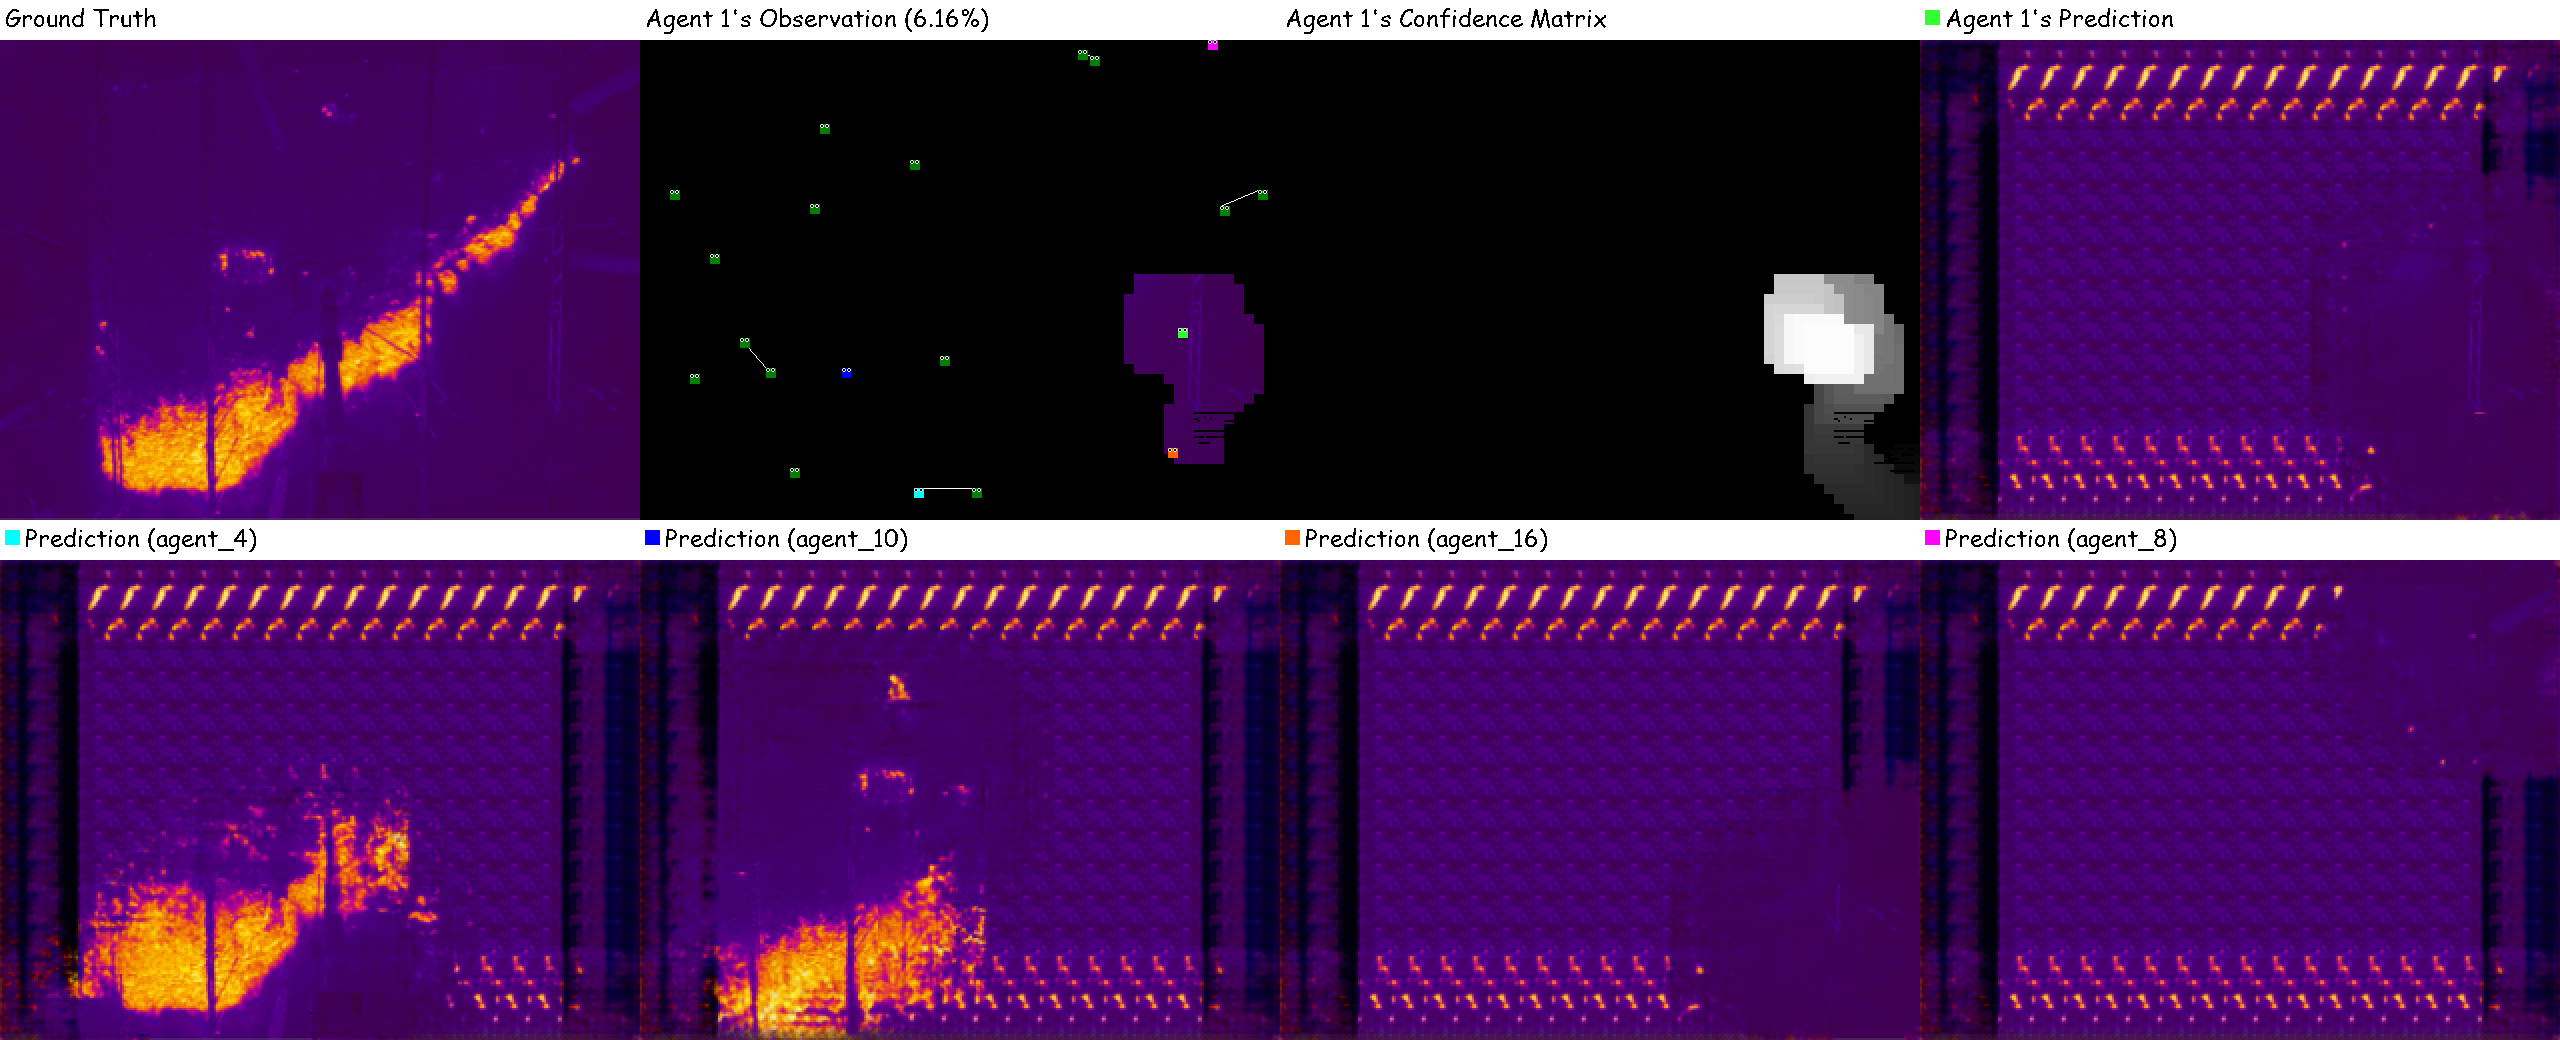 Ground Truth
Agent 1's Observation (6.16%)
Agent 1's Confidence Matrix
Agent 1's Prediction
Prediction (agent_4)
Prediction (agent_10)
Prediction (agent_16)
Prediction (agent_8)